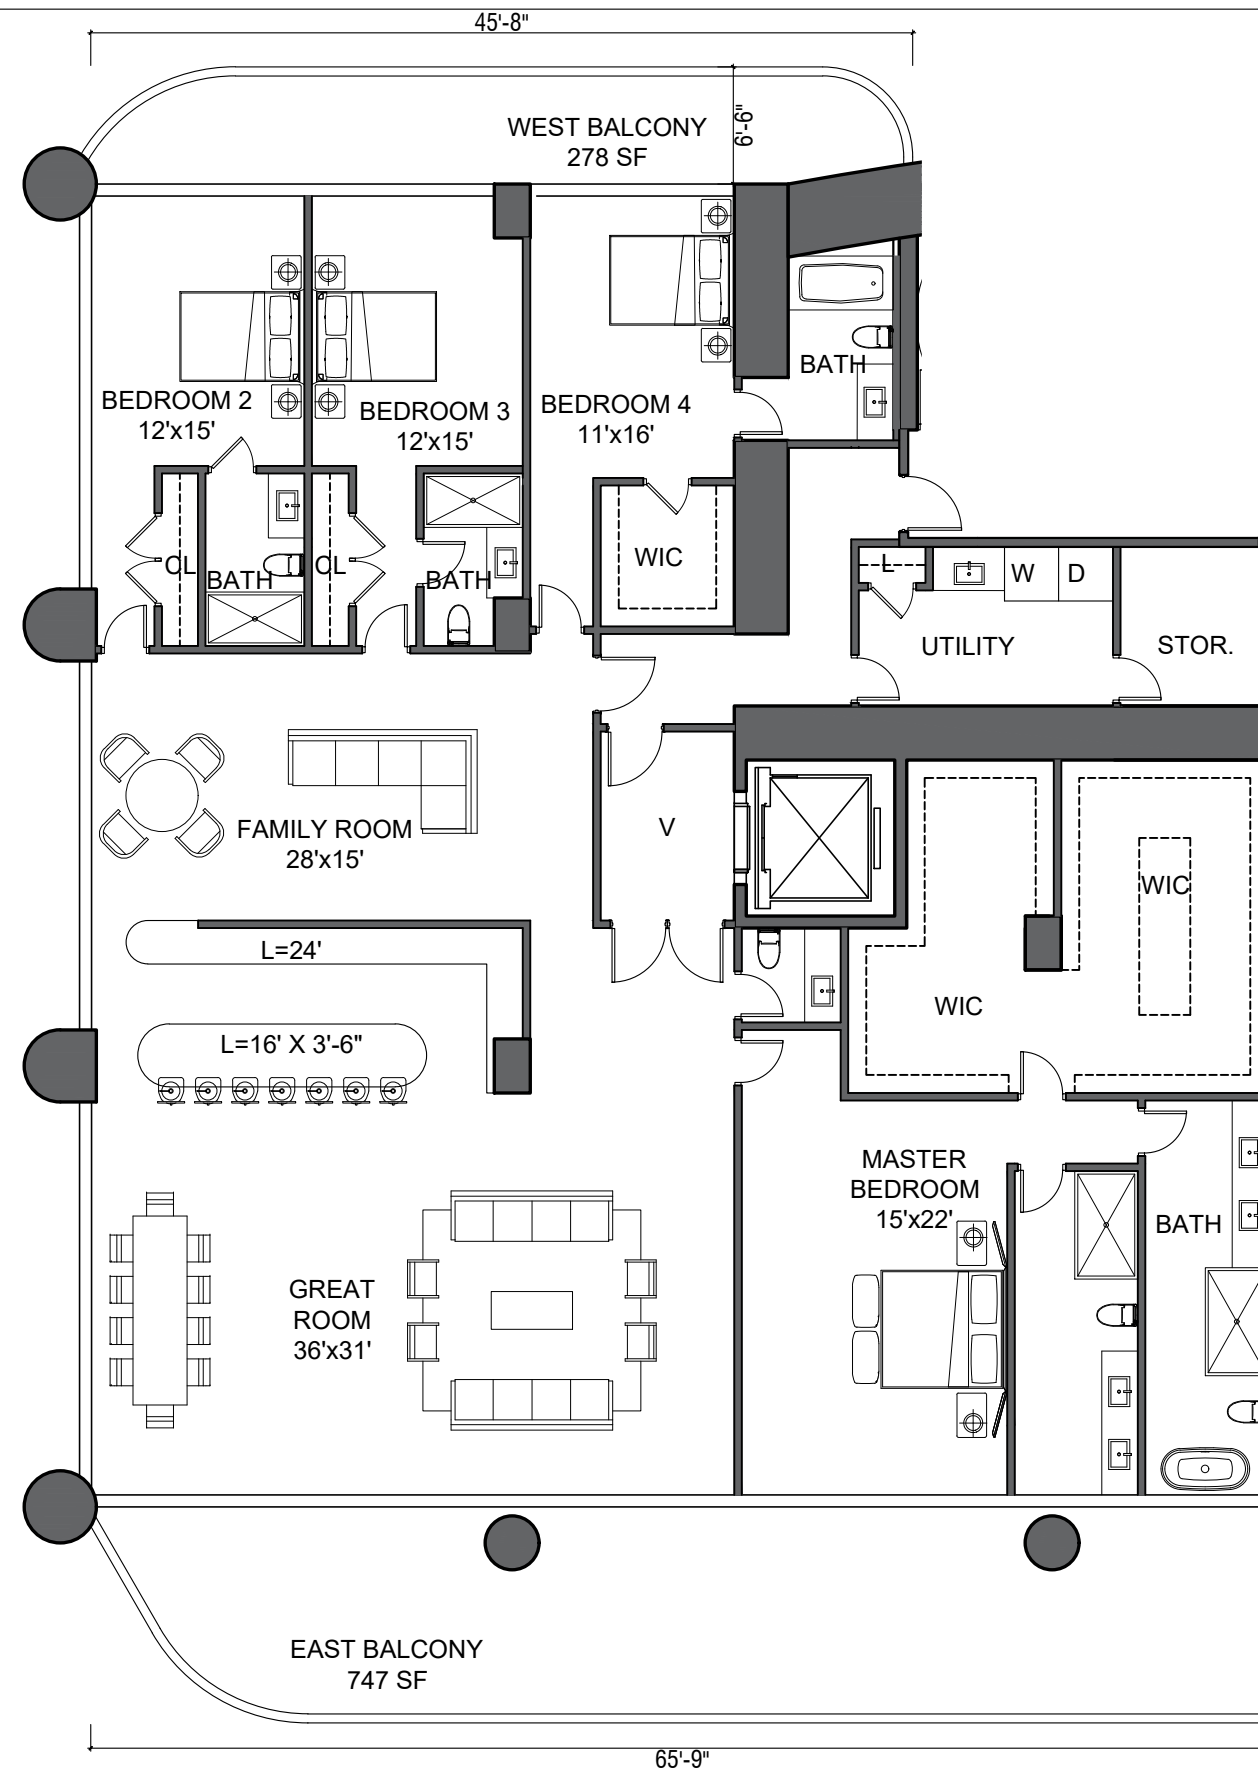 45'-8"
WEST BALCONY
278 SF
6'-6"
BATH
BEDROOM 2
12'x15'
BEDROOM 3
12'x15'
BEDROOM 4
11'x16'
CL
BATH
CL
BATH
WIC
L
W
D
UTILITY
STOR.
FAMILY ROOM
28'x15'
V
WIC
L=24'
WIC
L=16' X 3'-6"
MASTER
BEDROOM
15'x22'
BATH
GREAT
ROOM
36'x31'
EAST BALCONY
747 SF
65'-9"